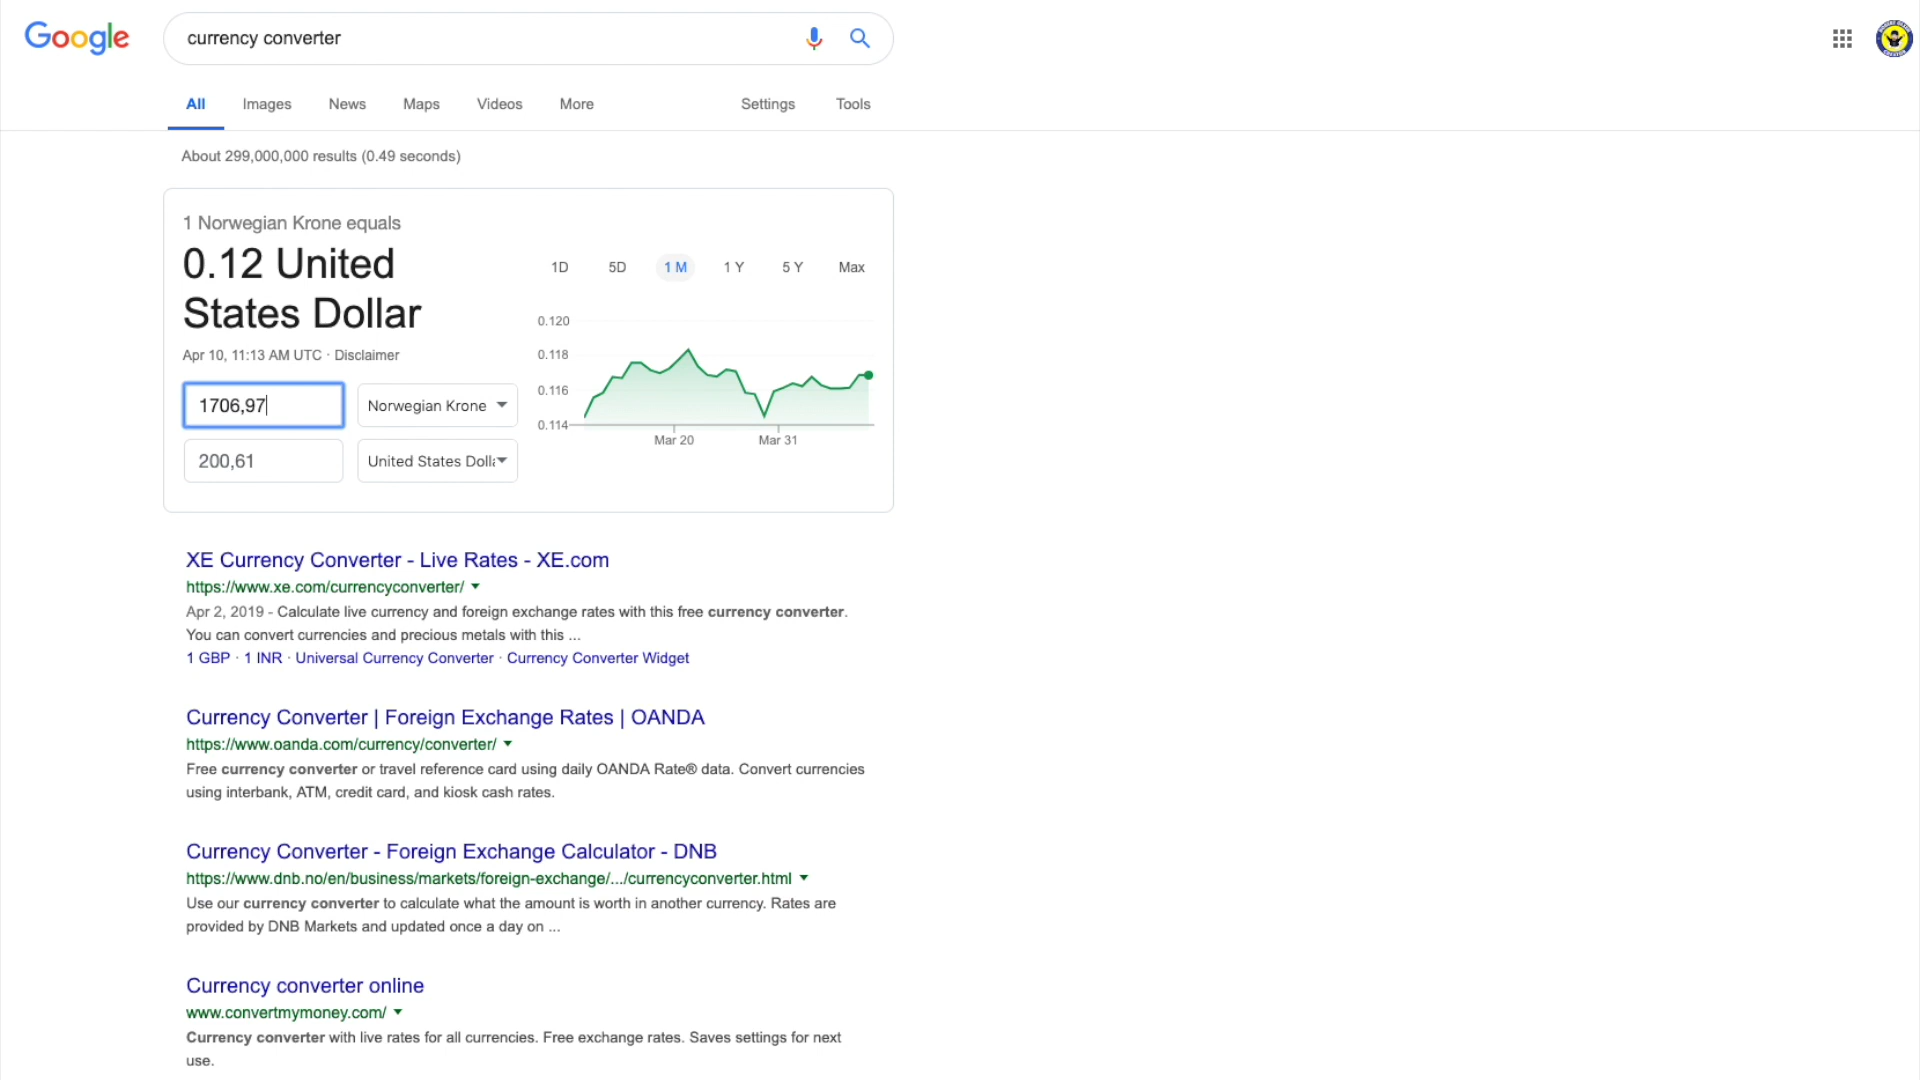 Google
currency converter
All Images News Maps Videos More Settings Tools
About 299,000,000 results (0.49 seconds)
1 Norwegian Krone equals
0.12 United
States Dollar
Apr 10, 11:13 AM UTC · Disclaimer
1706,97 Norwegian Krone
200,61 United States Dolla
1D 5D 1 M 1 Y 5 Y Max
0.120
0.118
0.116
0.114
Mar 20 Mar 31
XE Currency Converter - Live Rates - XE.com
https://www.xe.com/currencyconverter/
Apr 2, 2019 - Calculate live currency and foreign exchange rates with this free currency converter.
You can convert currencies and precious metals with this ...
1 GBP · 1 INR · Universal Currency Converter · Currency Converter Widget
Currency Converter | Foreign Exchange Rates | OANDA
https://www.oanda.com/currency/converter/
Free currency converter or travel reference card using daily OANDA Rate® data. Convert currencies
using interbank, ATM, credit card, and kiosk cash rates.
Currency Converter - Foreign Exchange Calculator - DNB
https://www.dnb.no/en/business/markets/foreign-exchange/.../currencyconverter.html
Use our currency converter to calculate what the amount is worth in another currency. Rates are
provided by DNB Markets and updated once a day on ...
Currency converter online
www.convertmymoney.com/
Currency converter with live rates for all currencies. Free exchange rates. Saves settings for next
use.